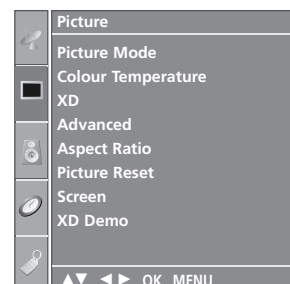 Picture
Picture Mode
Colour Temperature
XD
Advanced
Aspect Ratio
Picture Reset
Screen
XD Demo
▲▼ ◄► OK MENU